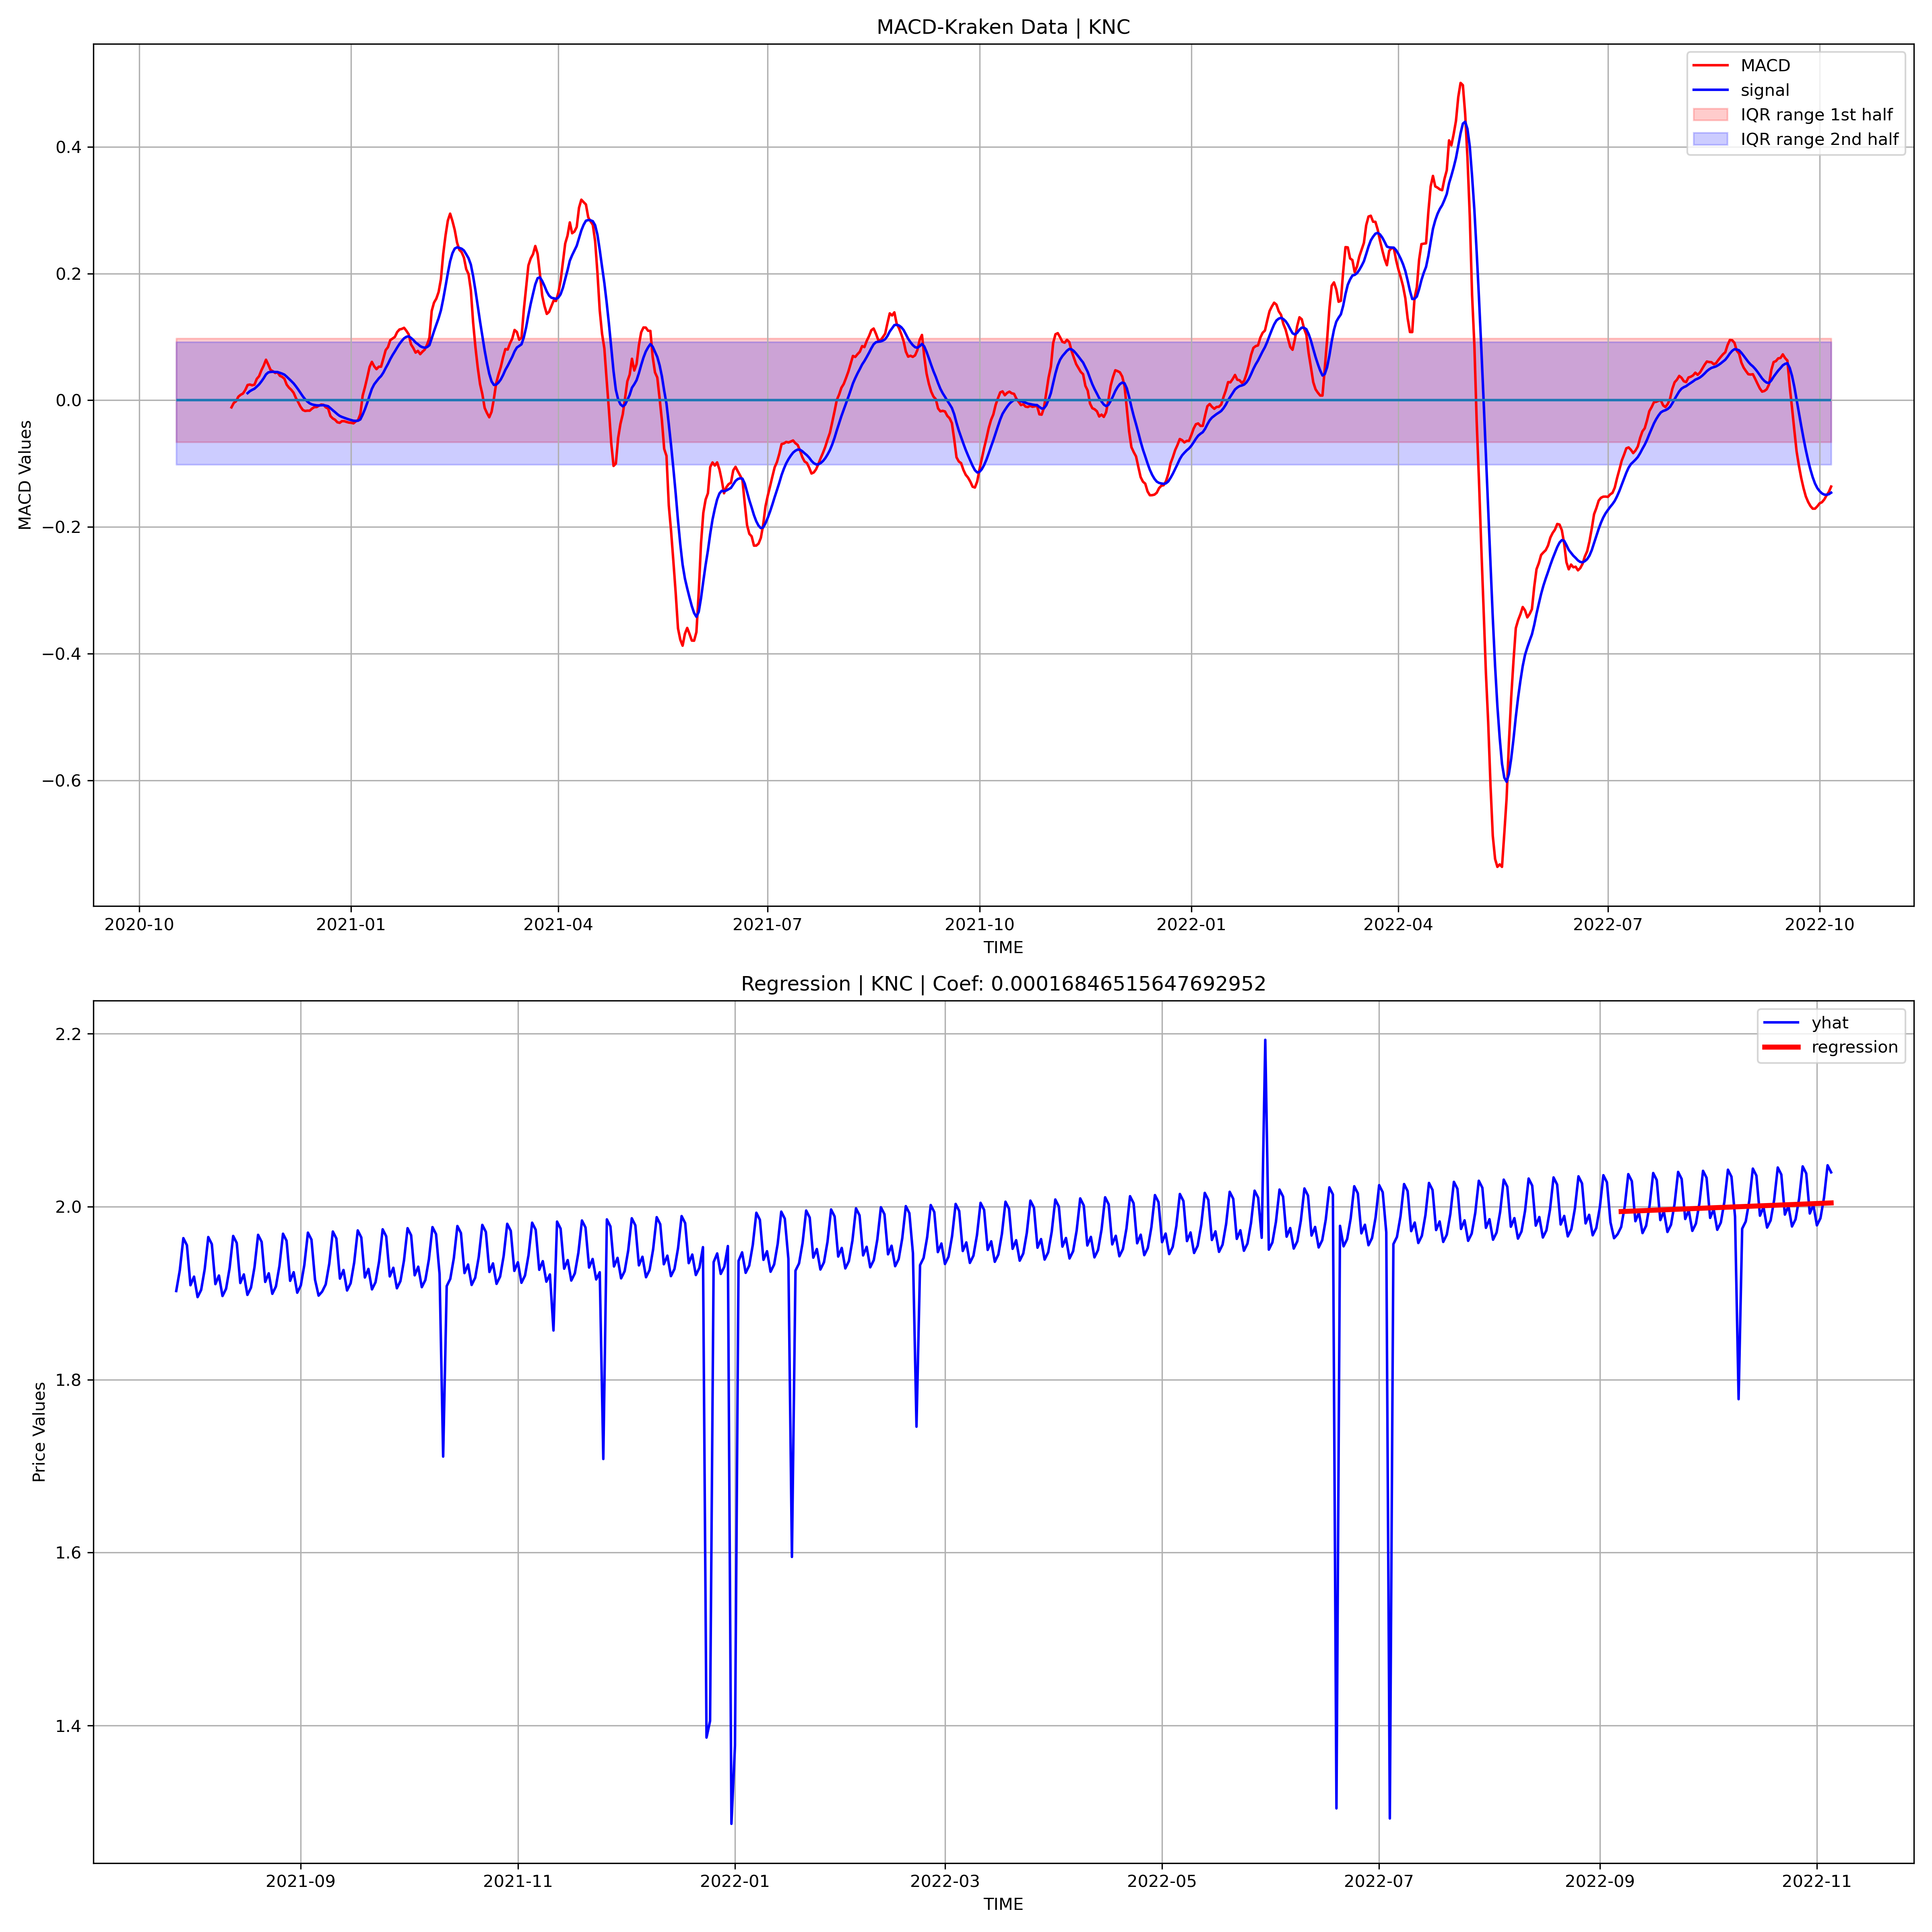 MACD-Kraken Data | KNC
MACD
signal
IQR range 1st half
IQR range 2nd half
0.4
0.2
0.0
−0.2
−0.4
−0.6
MACD Values
2020-10 2021-01 2021-04 2021-07 2021-10 2022-01 2022-04 2022-07 2022-10
TIME
Regression | KNC | Coef: 0.00016846515647692952
yhat
regression
2.2
2.0
1.8
1.6
1.4
Price Values
2021-09 2021-11 2022-01 2022-03 2022-05 2022-07 2022-09 2022-11
TIME